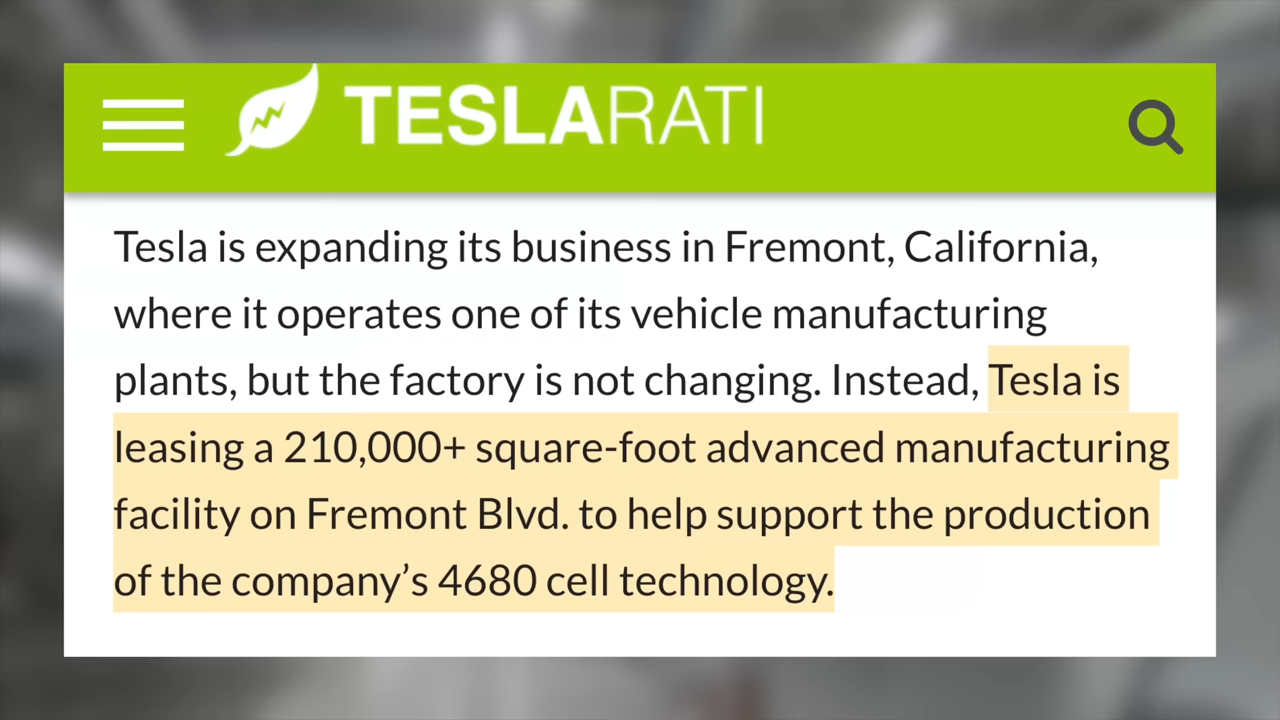 TESLARATI
Tesla is expanding its business in Fremont, California,
where it operates one of its vehicle manufacturing
plants, but the factory is not changing. Instead, Tesla is
leasing a 210,000+ square-foot advanced manufacturing
facility on Fremont Blvd. to help support the production
of the company’s 4680 cell technology.